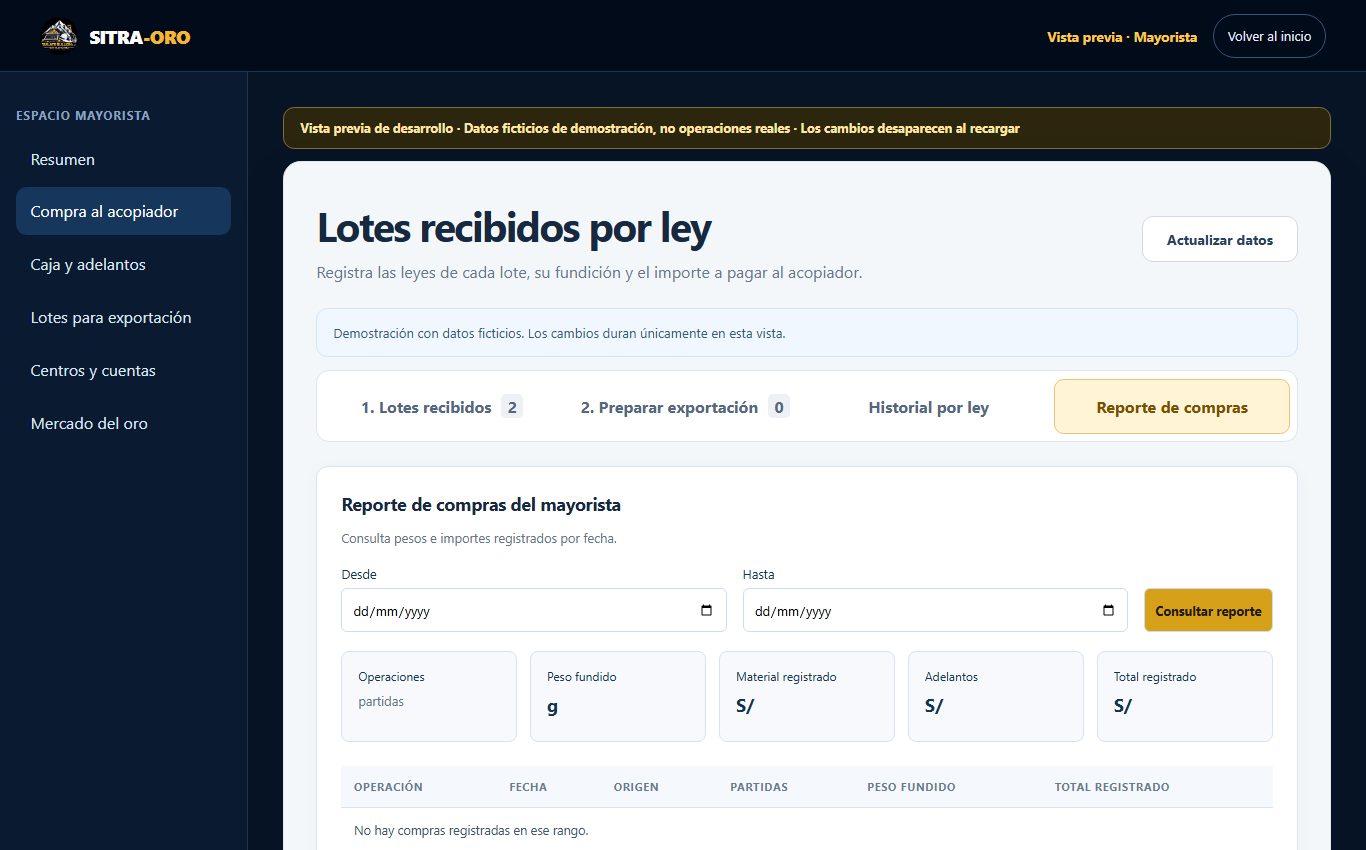 SITRA-ORO
Vista previa · Mayorista
Volver al inicio
ESPACIO MAYORISTA
Resumen
Compra al acopiador
Caja y adelantos
Lotes para exportación
Centros y cuentas
Mercado del oro
Vista previa de desarrollo · Datos ficticios de demostración, no operaciones reales · Los cambios desaparecen al recargar
Lotes recibidos por ley
Registra las leyes de cada lote, su fundición y el importe a pagar al acopiador.
Actualizar datos
Demostración con datos ficticios. Los cambios duran únicamente en esta vista.
1. Lotes recibidos 2
2. Preparar exportación 0
Historial por ley
Reporte de compras
Reporte de compras del mayorista
Consulta pesos e importes registrados por fecha.
Desde
dd/mm/yyyy
Hasta
dd/mm/yyyy
Consultar reporte
Operaciones
partidas
Peso fundido
g
Material registrado
S/
Adelantos
S/
Total registrado
S/
OPERACIÓN FECHA ORIGEN PARTIDAS PESO FUNDIDO TOTAL REGISTRADO
No hay compras registradas en ese rango.